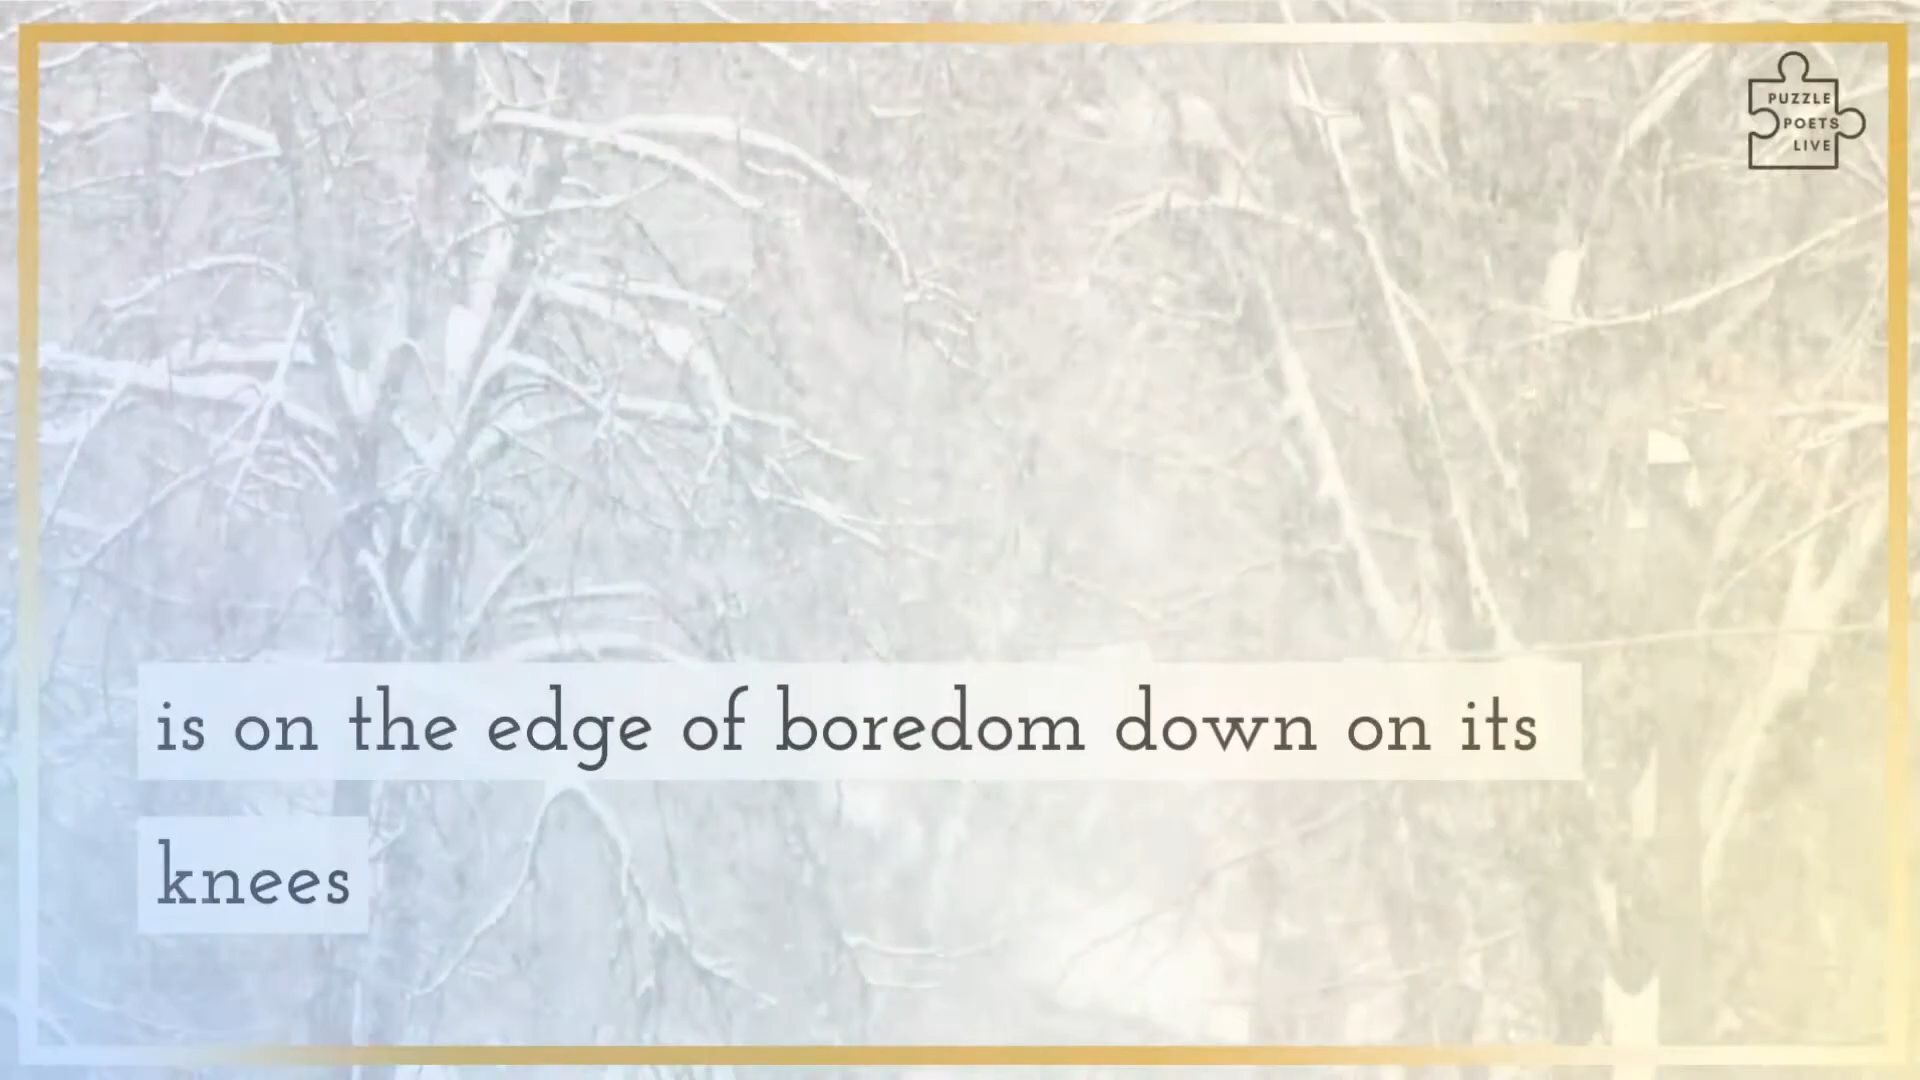 PUZZLE
POETS
LIVE
is on the edge of boredom down on its
knees